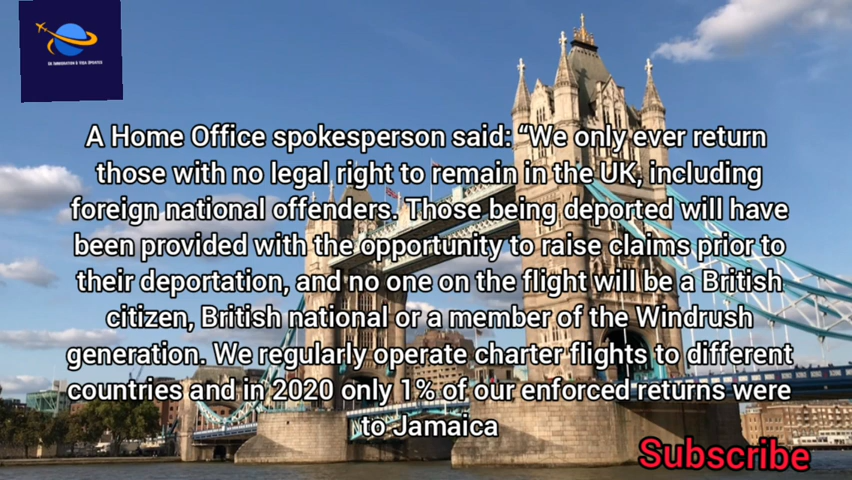 UK Immigration & Visa Updates
A Home Office spokesperson said: “We only ever return
those with no legal right to remain in the UK, including
foreign national offenders. Those being deported will have
been provided with the opportunity to raise claims prior to
their deportation, and no one on the flight will be a British
citizen, British national or a member of the Windrush
generation. We regularly operate charter flights to different
countries and in 2020 only 1% of our enforced returns were
to Jamaica
Subscribe